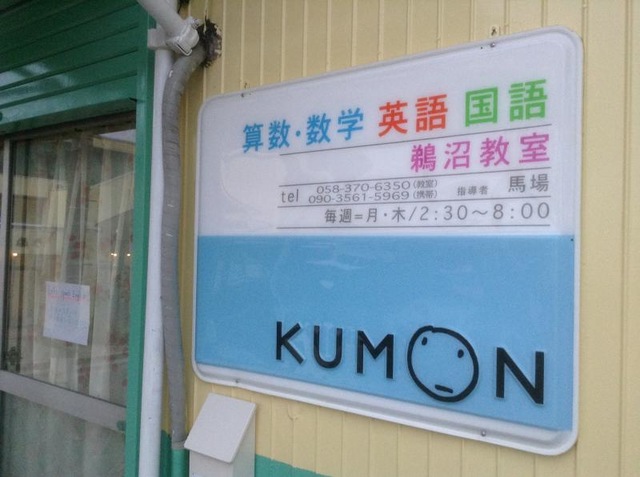 算数・数学 英語 国語
鵜沼教室
tel 058-370-6350(教室) 090-3561-5969(携帯) 指導者 馬場
毎週=月・木/2:30〜8:00
KUMON